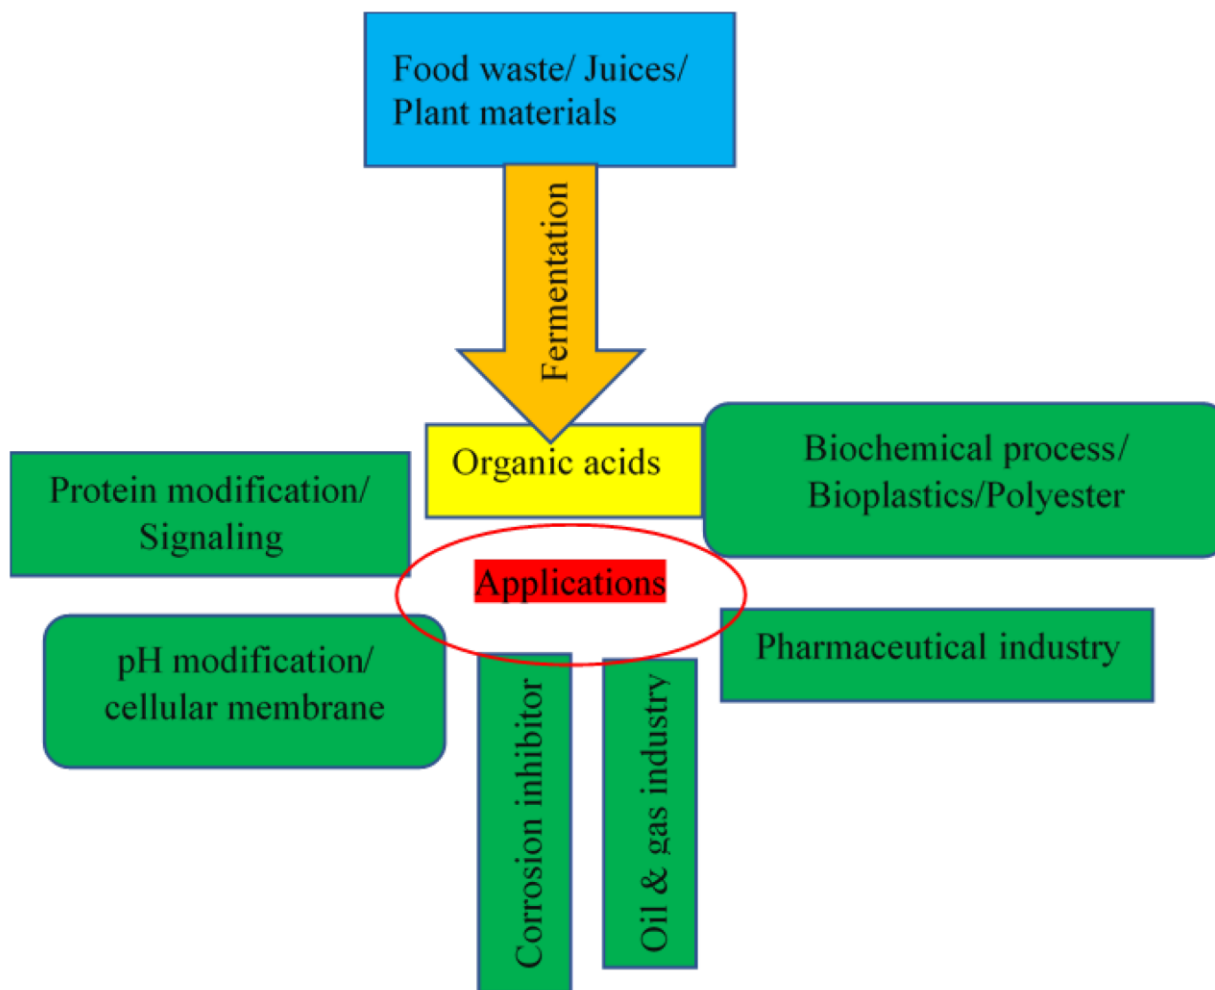 Food waste/ Juices/
Plant materials
Fermentation
Organic acids
Biochemical process/
Bioplastics/Polyester
Protein modification/
Signaling
Applications
Pharmaceutical industry
pH modification/
cellular membrane
Corrosion inhibitor
Oil & gas industry